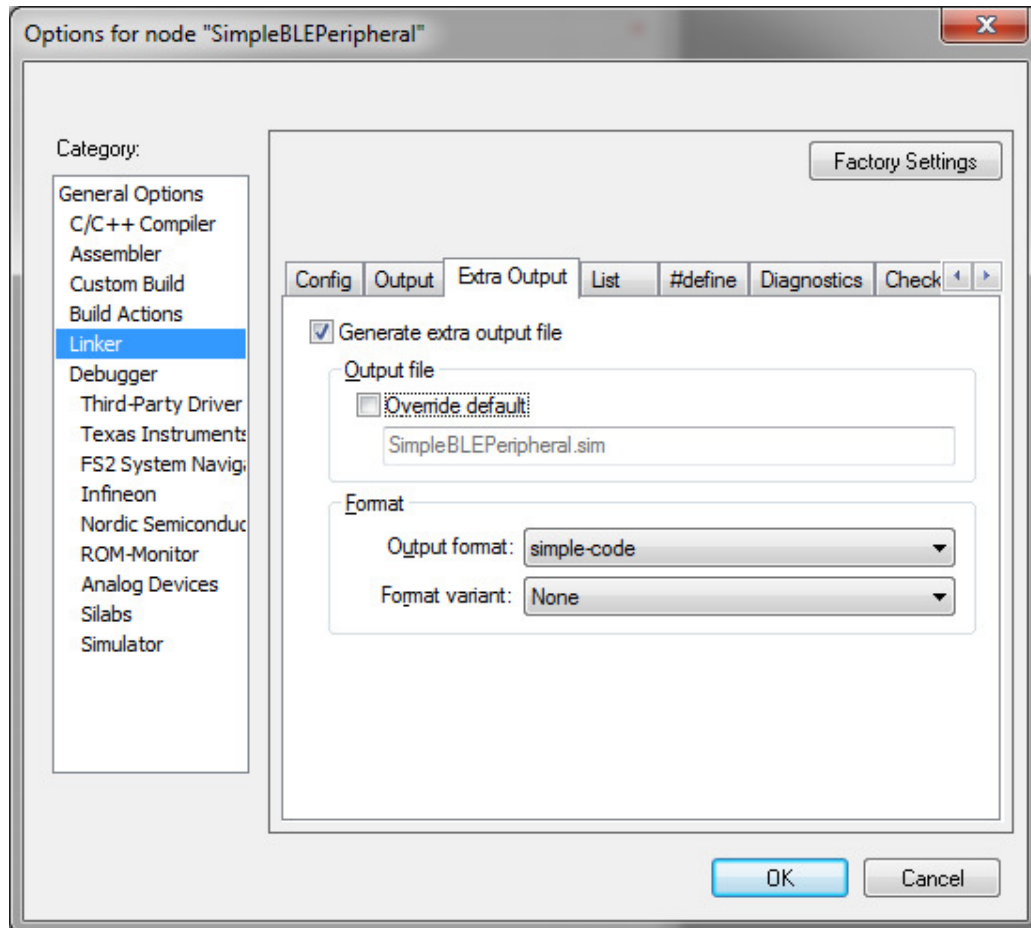 Options for node "SimpleBLEPeripheral"
X
Category:
General Options
C/C++ Compiler
Assembler
Custom Build
Build Actions
Linker
Debugger
Third-Party Driver
Texas Instruments
FS2 System Naviga
Infineon
Nordic Semiconduc
ROM-Monitor
Analog Devices
Silabs
Simulator
Factory Settings
Config Output Extra Output List #define Diagnostics Check
Generate extra output file
Output file
Override default
SimpleBLEPeripheral.sim
Format
Output format: simple-code
Format variant: None
OK Cancel